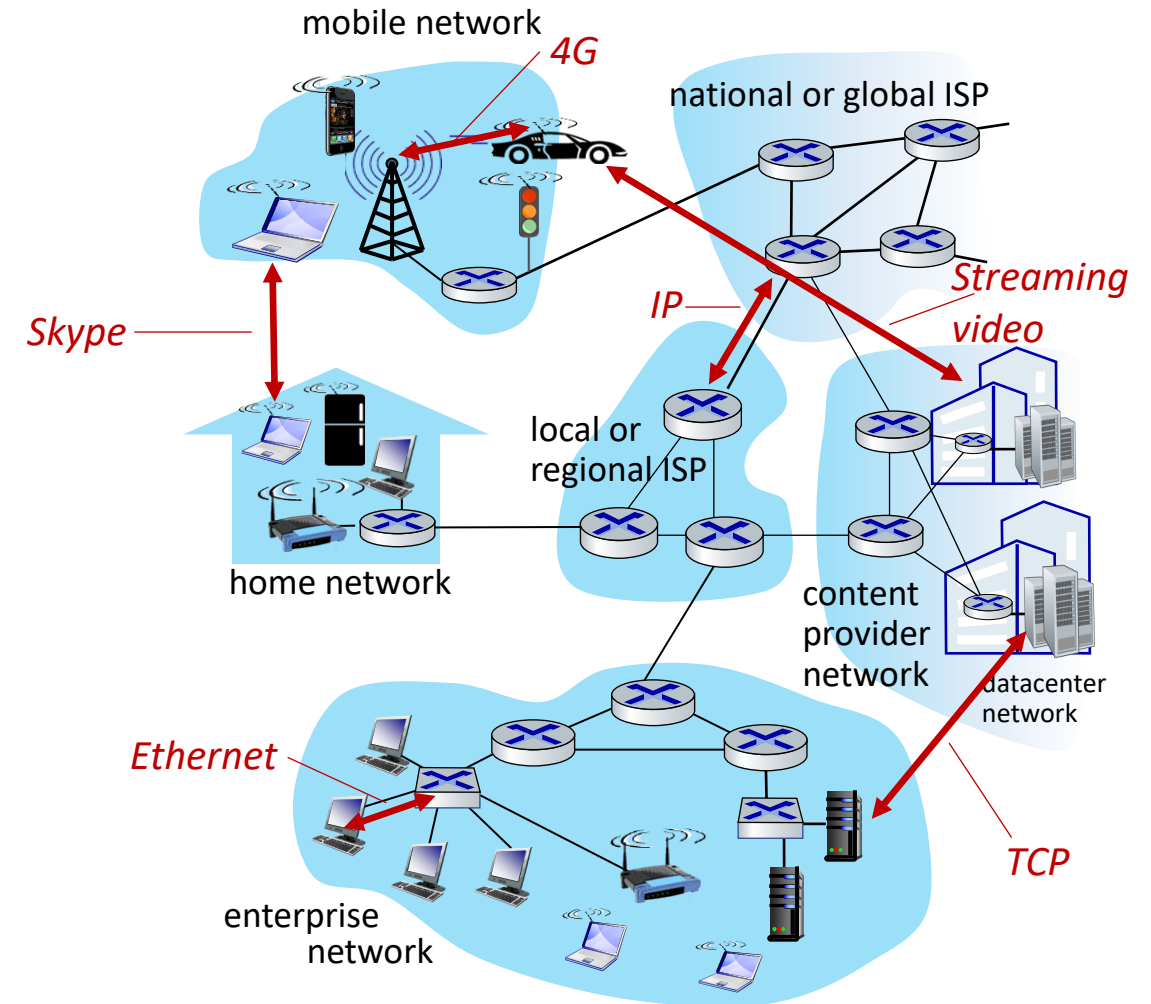 mobile network
4G
national or global ISP
Streaming
video
IP
Skype
local or
regional ISP
home network
content
provider
network
datacenter
network
Ethernet
TCP
enterprise
network